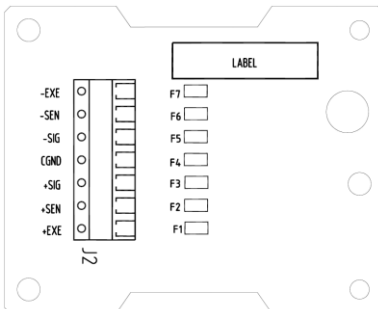 LABEL
-EXE
F7
-SEN
F6
-SIG
F5
CGND
F4
+SIG
F3
+SEN
F2
+EXE
F1
J2